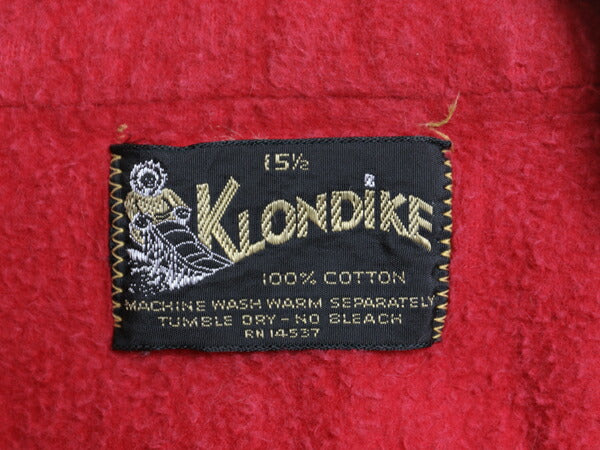 15½
KLONDiKE
100% COTTON
MACHINE WASH WARM SEPARATELY
TUMBLE DRY - NO BLEACH
RN 14537